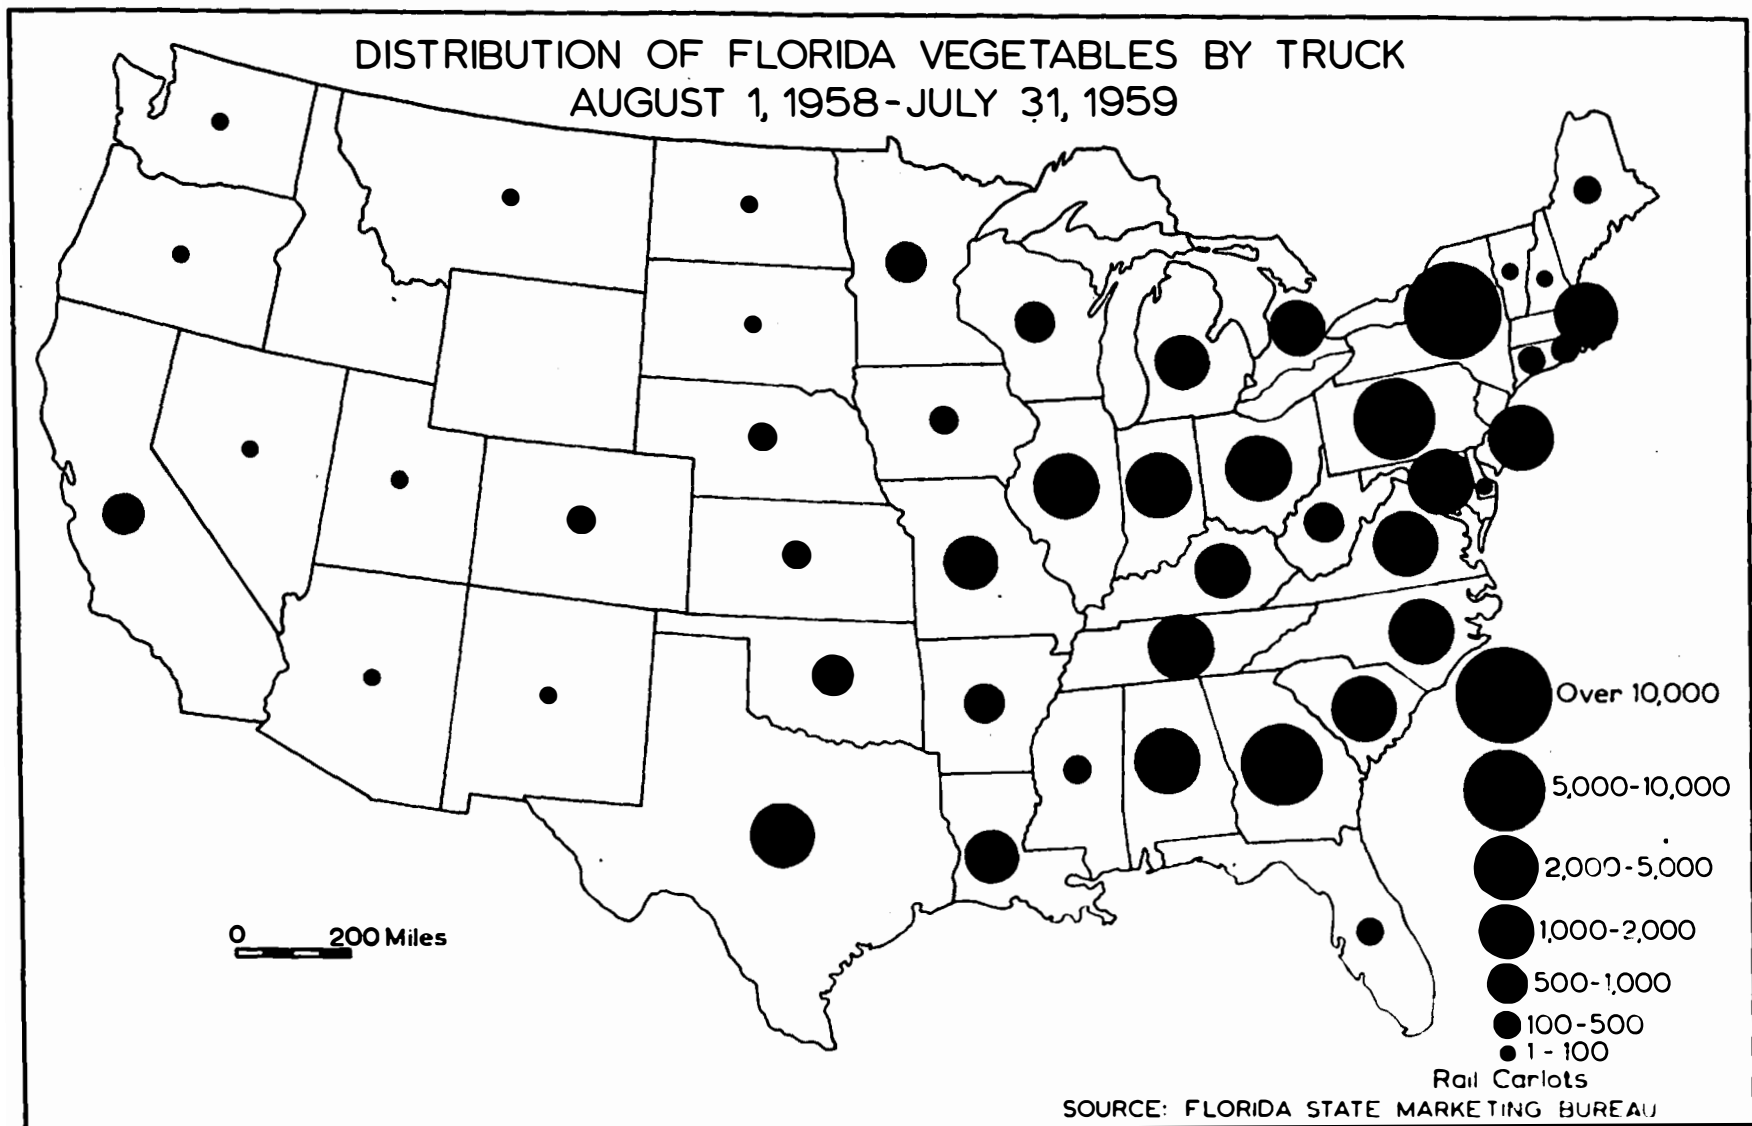 DISTRIBUTION OF FLORIDA VEGETABLES BY TRUCK
AUGUST 1, 1958-JULY 31, 1959
Over 10,000
5,000-10,000
2,000-5,000
1,000-2,000
500-1,000
100-500
1-100
Rail Carlots
0 200 Miles
SOURCE: FLORIDA STATE MARKETING BUREAU